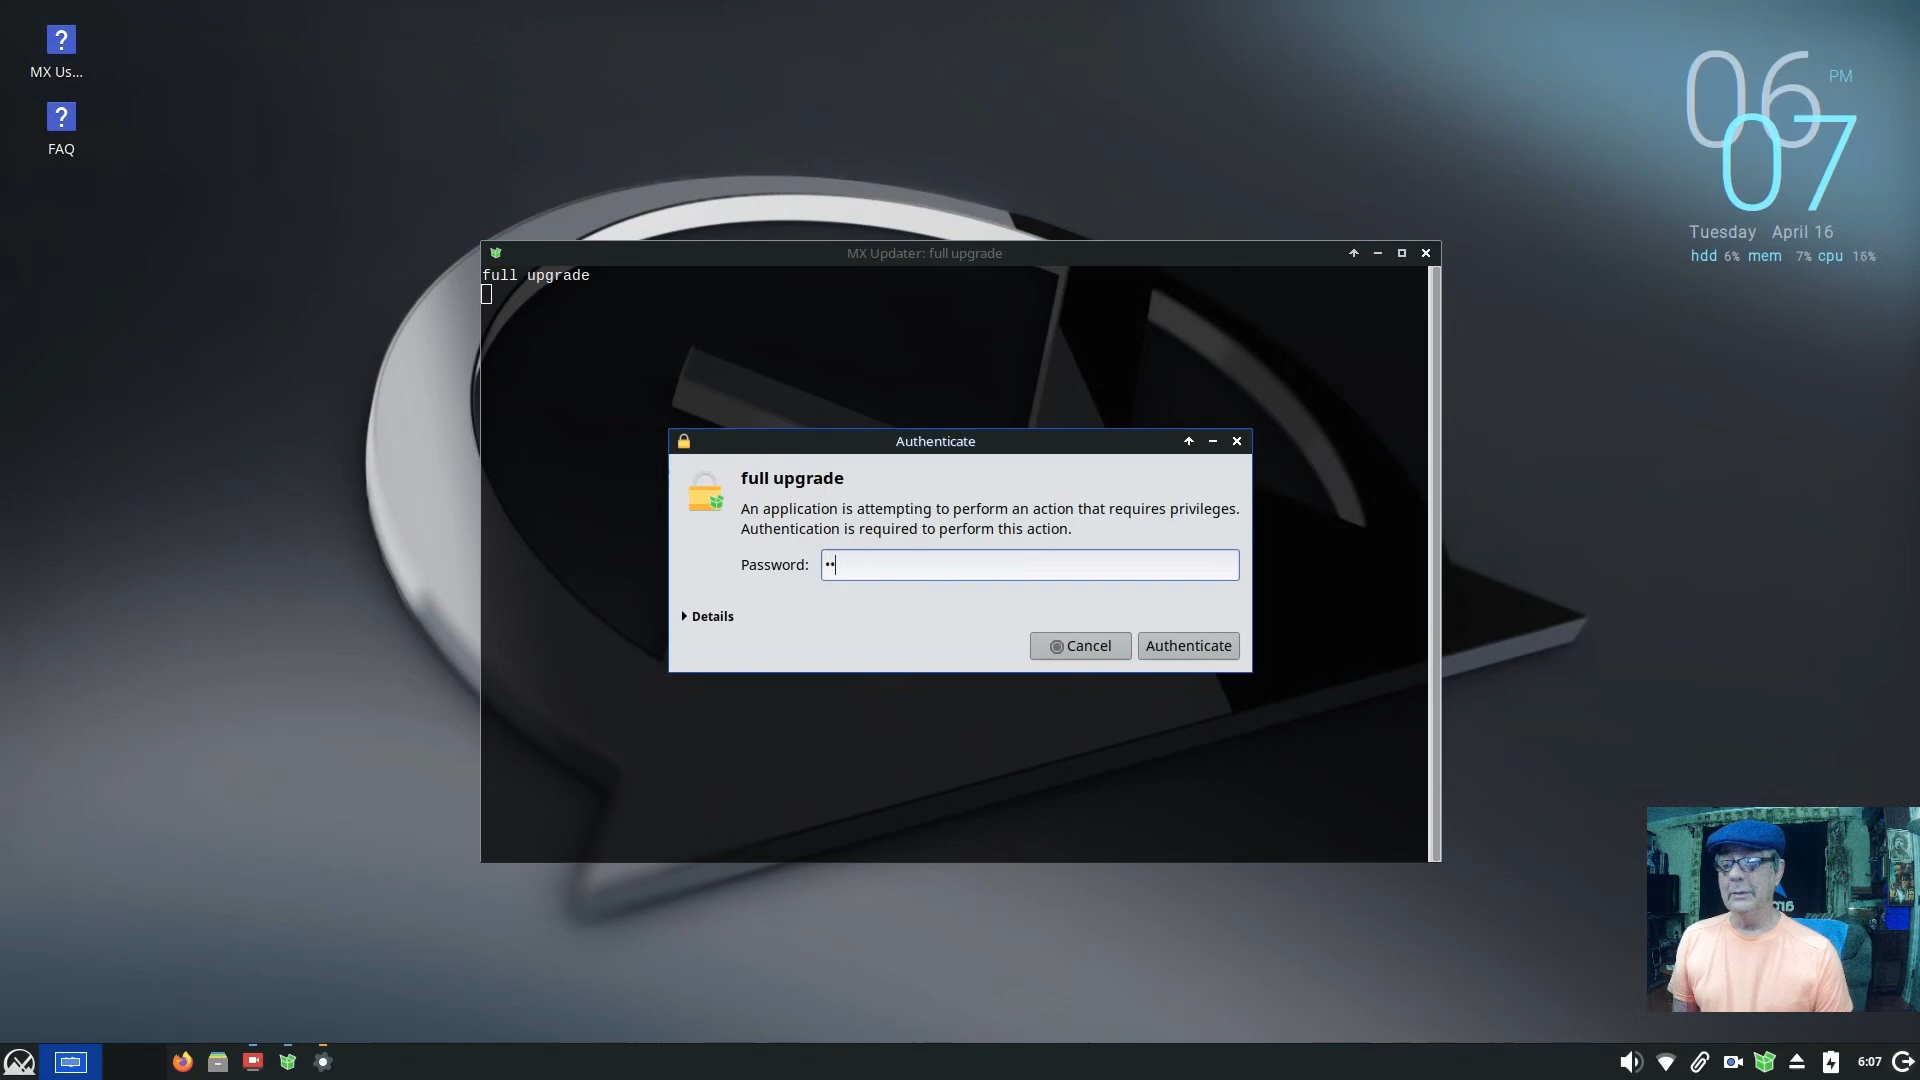 MX Us...
FAQ
06 PM
07
Tuesday April 16
hdd 6% mem 7% cpu 16%
MX Updater: full upgrade
full upgrade
Authenticate
full upgrade
An application is attempting to perform an action that requires privileges.
Authentication is required to perform this action.
Password: ••
Details
Cancel
Authenticate
6:07